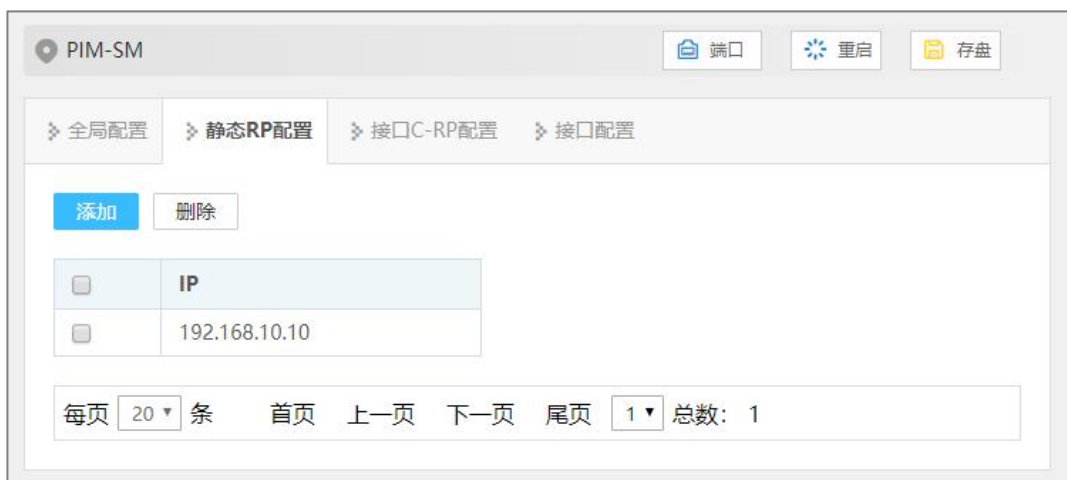 PIM-SM 端口 重启 存盘
全局配置 静态RP配置 接口C-RP配置 接口配置
添加 删除
IP
192.168.10.10
每页 20 条 首页 上一页 下一页 尾页 1 总数: 1